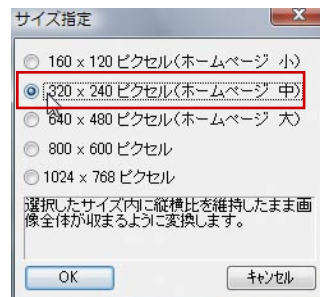 サイズ指定
160 x 120 ピクセル(ホームページ 小)
320 x 240 ピクセル(ホームページ 中)
640 x 480 ピクセル(ホームページ 大)
800 x 600 ピクセル
1024 x 768 ピクセル
選択したサイズ内に縦横比を維持したまま画
像全体が収まるように変換します。
OK キャンセル